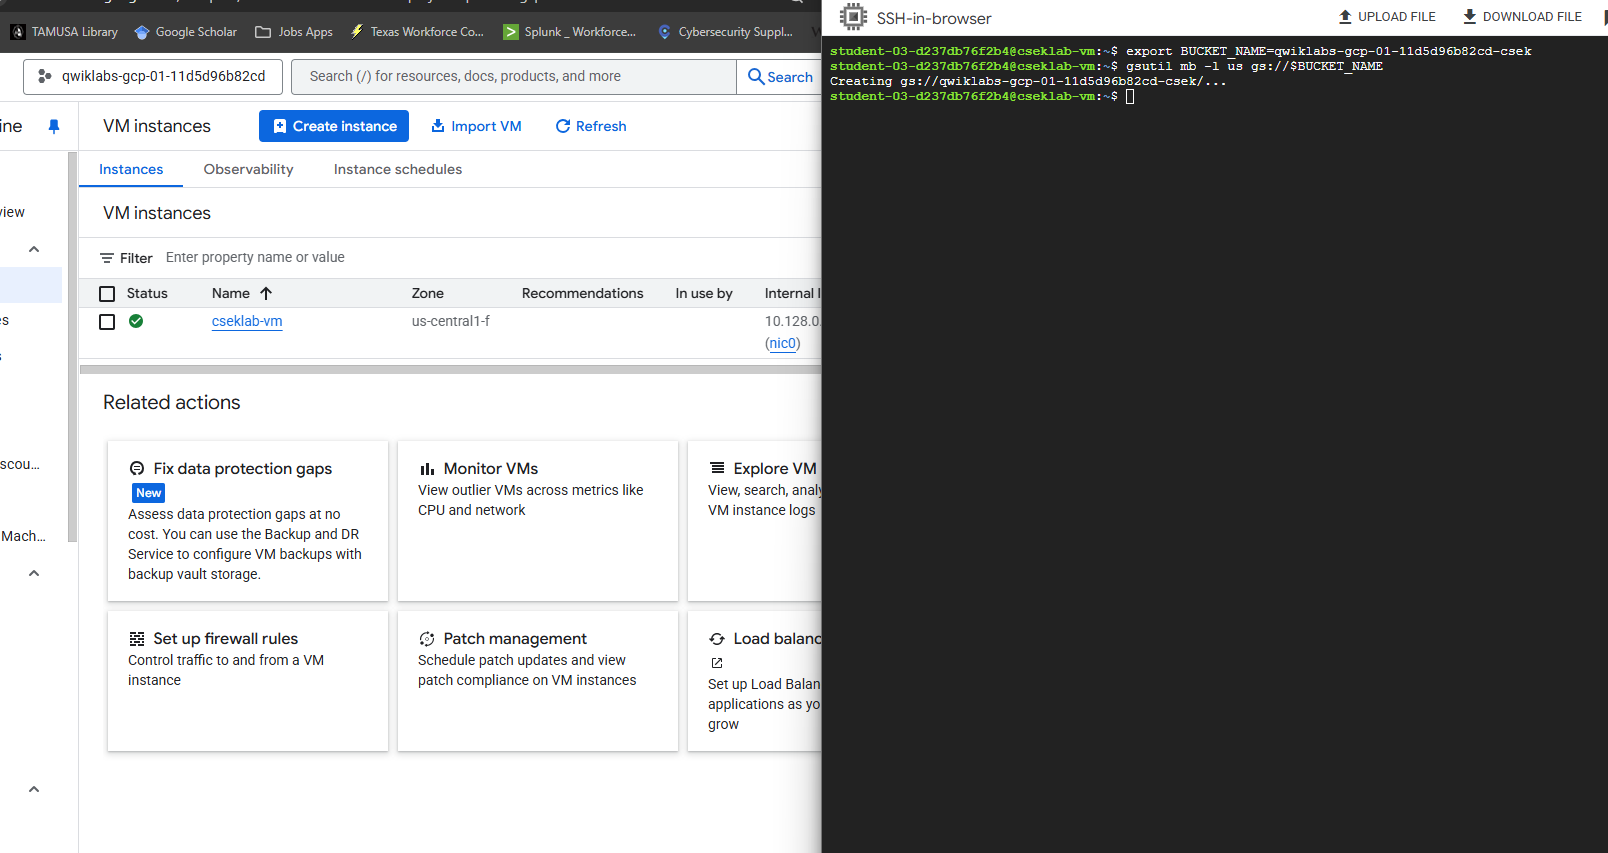 TAMUSA Library
Google Scholar
Jobs Apps
Texas Workforce Co...
Splunk _ Workforce...
Cybersecurity Suppl...
qwiklabs-gcp-01-11d5d96b82cd
Search (/) for resources, docs, products, and more
Search
ine
VM instances
Create instance
Import VM
Refresh
Instances
Observability
Instance schedules
view
VM instances
Filter
Enter property name or value
Status
Name
Zone
Recommendations
In use by
Internal I
cseklab-vm
us-central1-f
10.128.0.
(nic0)
es
s
scou...
Mach...
Related actions
Fix data protection gaps
New
Assess data protection gaps at no
cost. You can use the Backup and DR
Service to configure VM backups with
backup vault storage.
Monitor VMs
View outlier VMs across metrics like
CPU and network
Explore VM
View, search, analy
VM instance logs
Set up firewall rules
Control traffic to and from a VM
instance
Patch management
Schedule patch updates and view
patch compliance on VM instances
Load balanc
Set up Load Balan
applications as yo
grow
SSH-in-browser
UPLOAD FILE
DOWNLOAD FILE
student-03-d237db76f2b4@cseklab-vm:~$ export BUCKET_NAME=qwiklabs-gcp-01-11d5d96b82cd-csek
student-03-d237db76f2b4@cseklab-vm:~$ gsutil mb -l us gs://$BUCKET_NAME
Creating gs://qwiklabs-gcp-01-11d5d96b82cd-csek/...
student-03-d237db76f2b4@cseklab-vm:~$